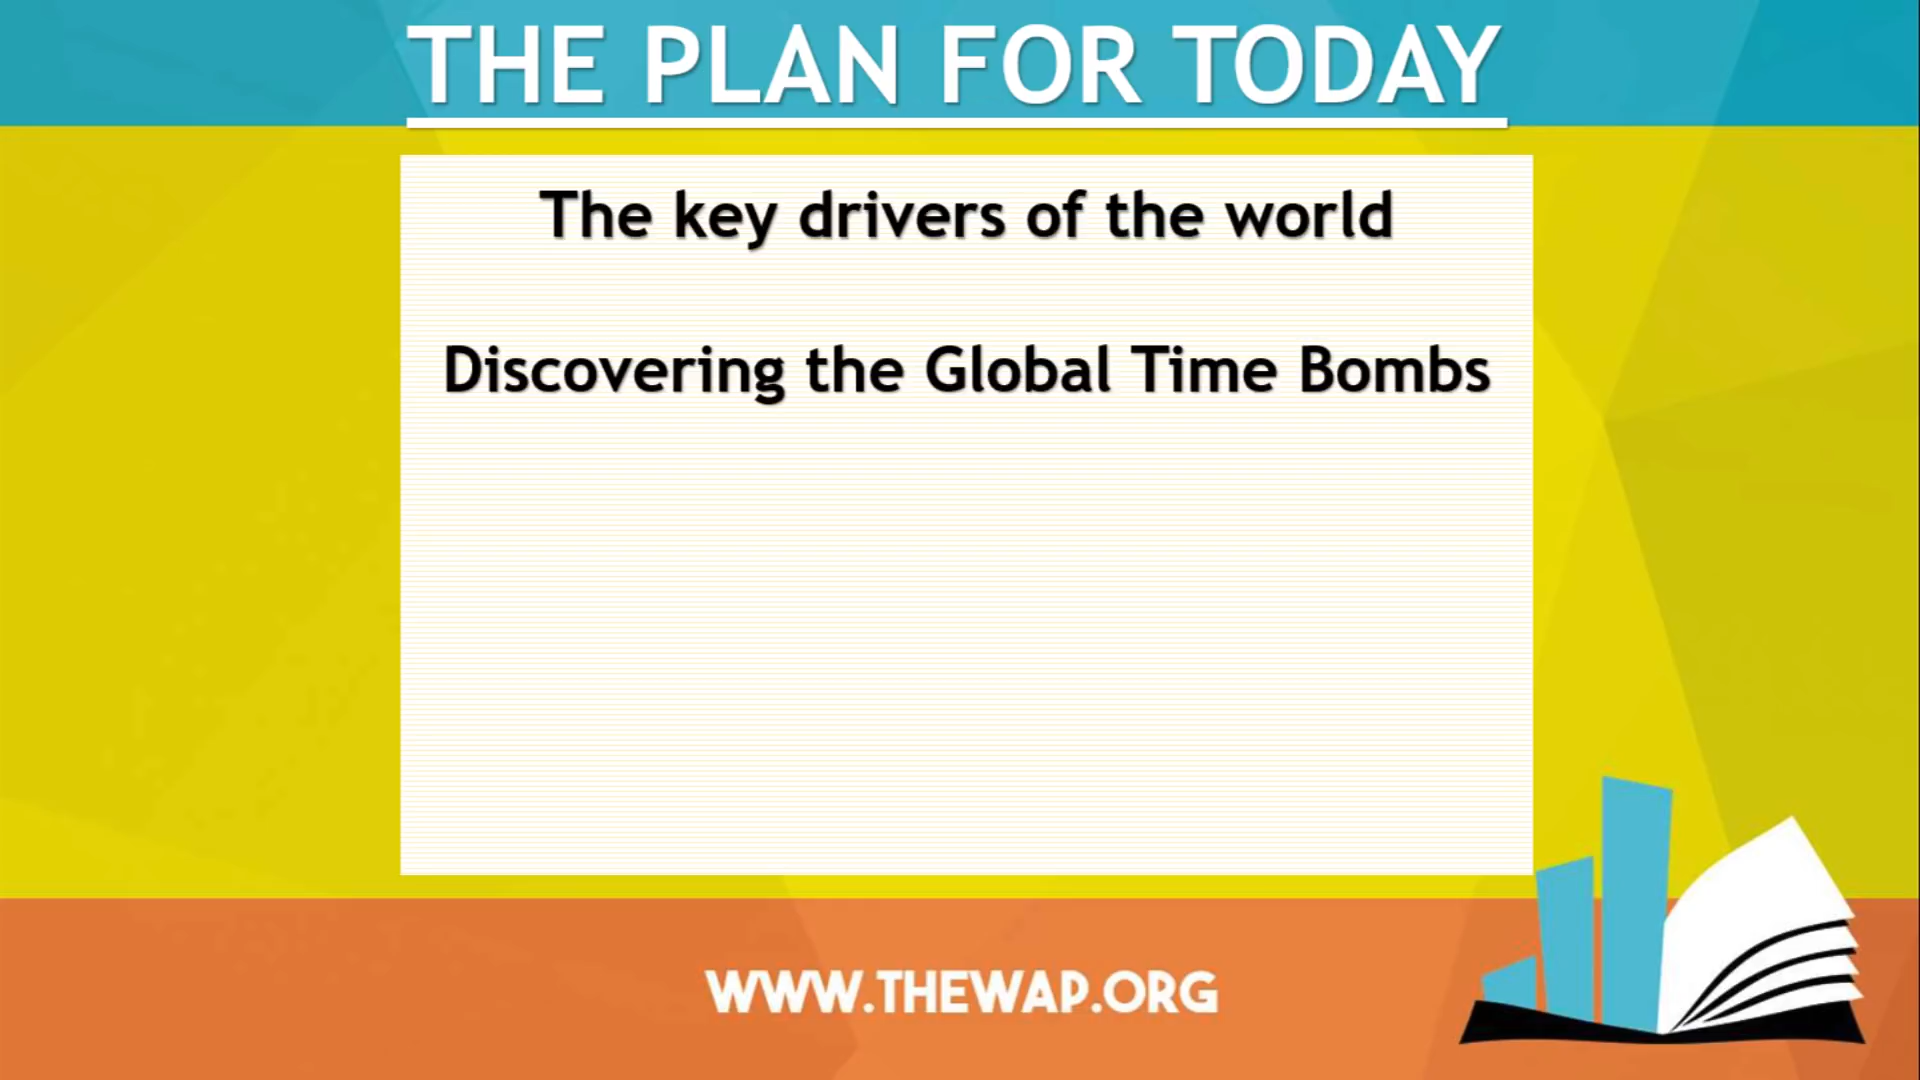 THE PLAN FOR TODAY
The key drivers of the world
Discovering the Global Time Bombs
WWW.THEWAP.ORG